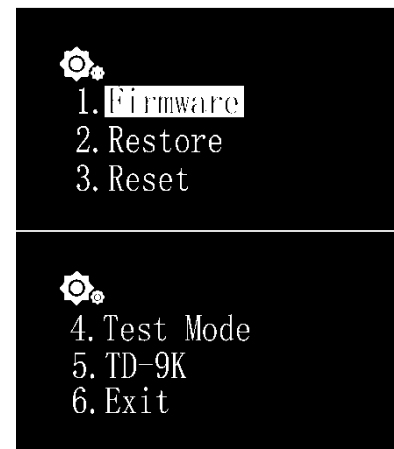 1.Firmware
2.Restore
3.Reset
4.Test Mode
5.TD-9K
6.Exit